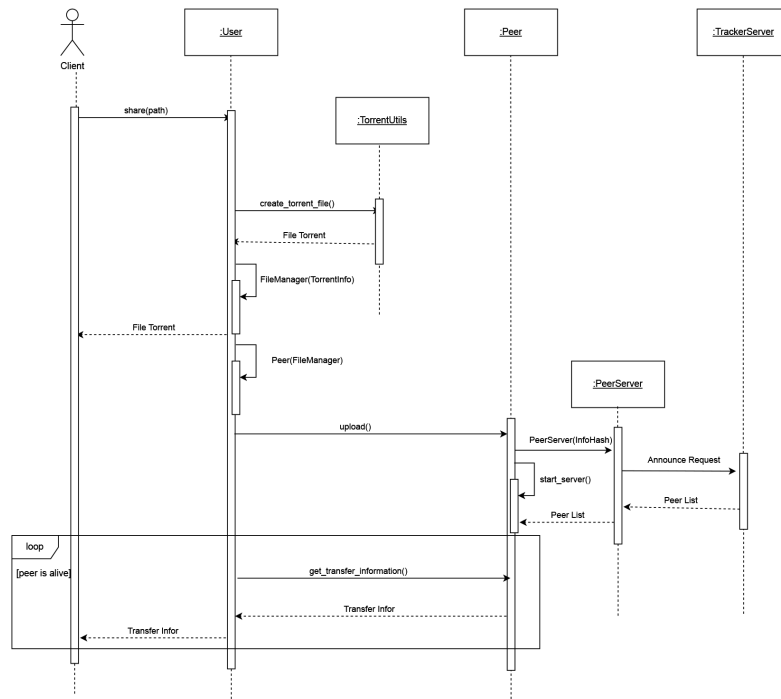 :User
:Peer
:TrackerServer
Client
share(path)
:TorrentUtils
create_torrent_file()
File Torrent
FileManager(TorrentInfo)
File Torrent
Peer(FileManager)
:PeerServer
upload()
PeerServer(InfoHash)
Announce Request
start_server()
Peer List
Peer List
loop
[peer is alive]
get_transfer_information()
Transfer Infor
Transfer Infor